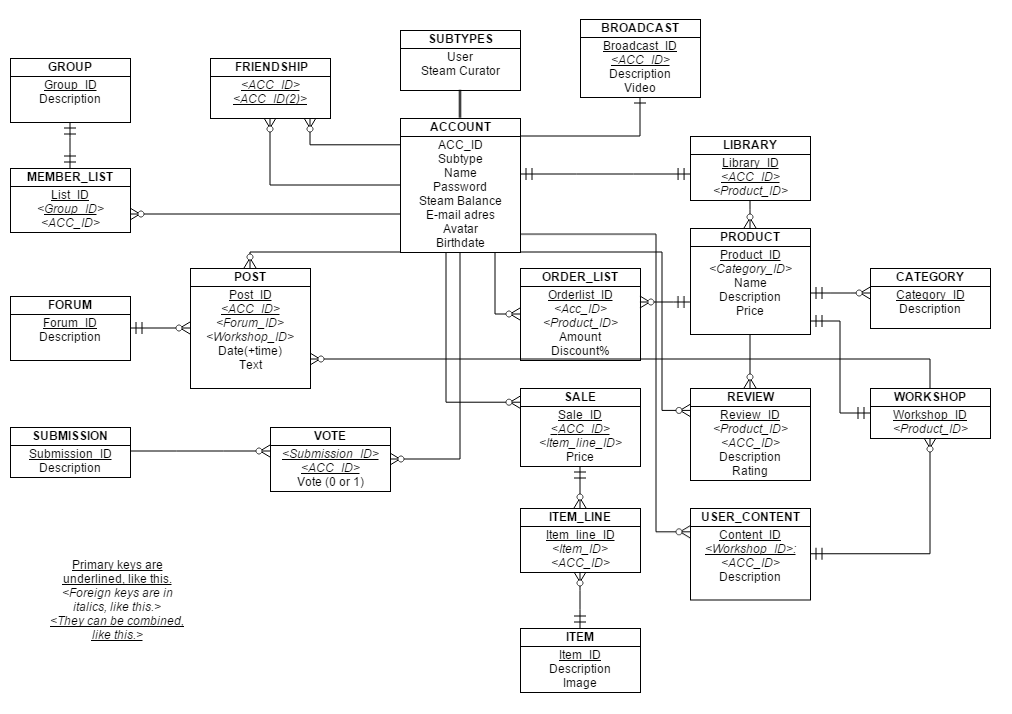 GROUP
Group_ID
Description
FRIENDSHIP
<ACC_ID>
<ACC_ID(2)>
SUBTYPES
User
Steam Curator
BROADCAST
Broadcast_ID
<ACC_ID>
Description
Video
ACCOUNT
ACC_ID
Subtype
Name
Password
Steam Balance
E-mail adres
Avatar
Birthdate
LIBRARY
Library_ID
<ACC_ID>
<Product_ID>
MEMBER_LIST
List_ID
<Group_ID>
<ACC_ID>
PRODUCT
Product_ID
<Category_ID>
Name
Description
Price
CATEGORY
Category_ID
Description
POST
Post_ID
<ACC_ID>
<Forum_ID>
<Workshop_ID>
Date(+time)
Text
ORDER_LIST
Orderlist_ID
<Acc_ID>
<Product_ID>
Amount
Discount%
FORUM
Forum_ID
Description
SALE
Sale_ID
<ACC_ID>
<Item_line_ID>
Price
REVIEW
Review_ID
<Product_ID>
<ACC_ID>
Description
Rating
WORKSHOP
Workshop_ID
<Product_ID>
SUBMISSION
Submission_ID
Description
VOTE
<Submission_ID>
<ACC_ID>
Vote (0 or 1)
ITEM_LINE
Item_line_ID
<Item_ID>
<ACC_ID>
USER_CONTENT
Content_ID
<Workshop_ID>:
<ACC_ID>
Description
Primary keys are
underlined, like this.
<Foreign keys are in
italics, like this.>
<They can be combined,
like this.>
ITEM
Item_ID
Description
Image